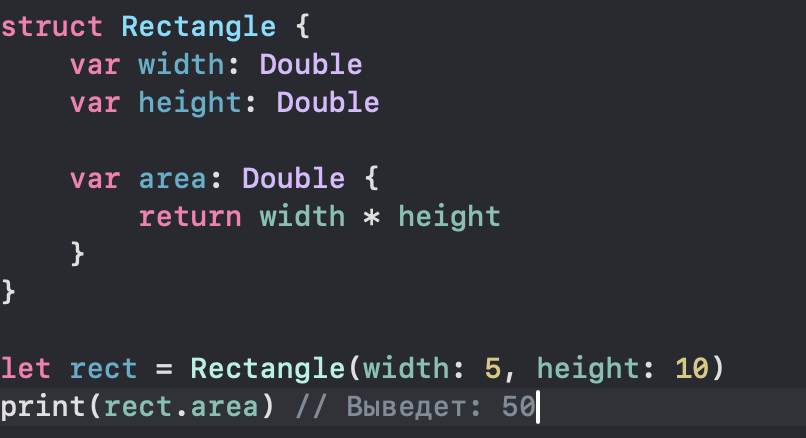 struct Rectangle {
    var width: Double
    var height: Double

    var area: Double {
        return width * height
    }
}

let rect = Rectangle(width: 5, height: 10)
print(rect.area) // Выведет: 50